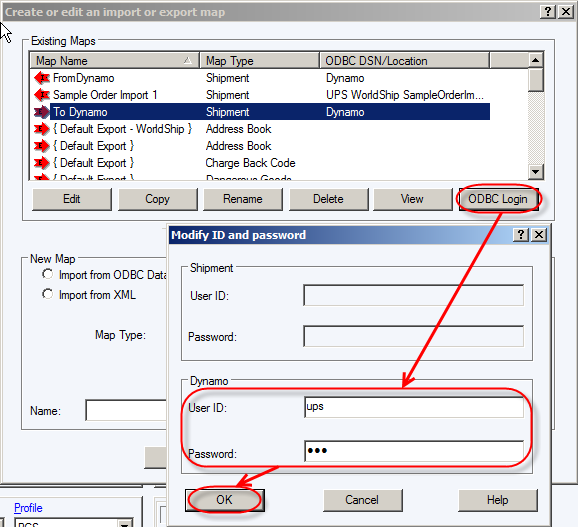 Create or edit an import or export map
Existing Maps
Map Name Map Type ODBC DSN/Location
FromDynamo Shipment Dynamo
Sample Order Import 1 Shipment UPS WorldShip SampleOrderIm...
To Dynamo Shipment Dynamo
{ Default Export - WorldShip } Address Book
{ Default Export } Address Book
{ Default Export } Charge Back Code
{ Default Export } Dangerous Goods
Edit Copy Rename Delete View ODBC Login
Modify ID and password
New Map
Import from ODBC Data
Import from XML
Map Type:
Name:
Shipment
User ID:
Password:
Dynamo
User ID: ups
Password: •••
OK Cancel Help
Profile